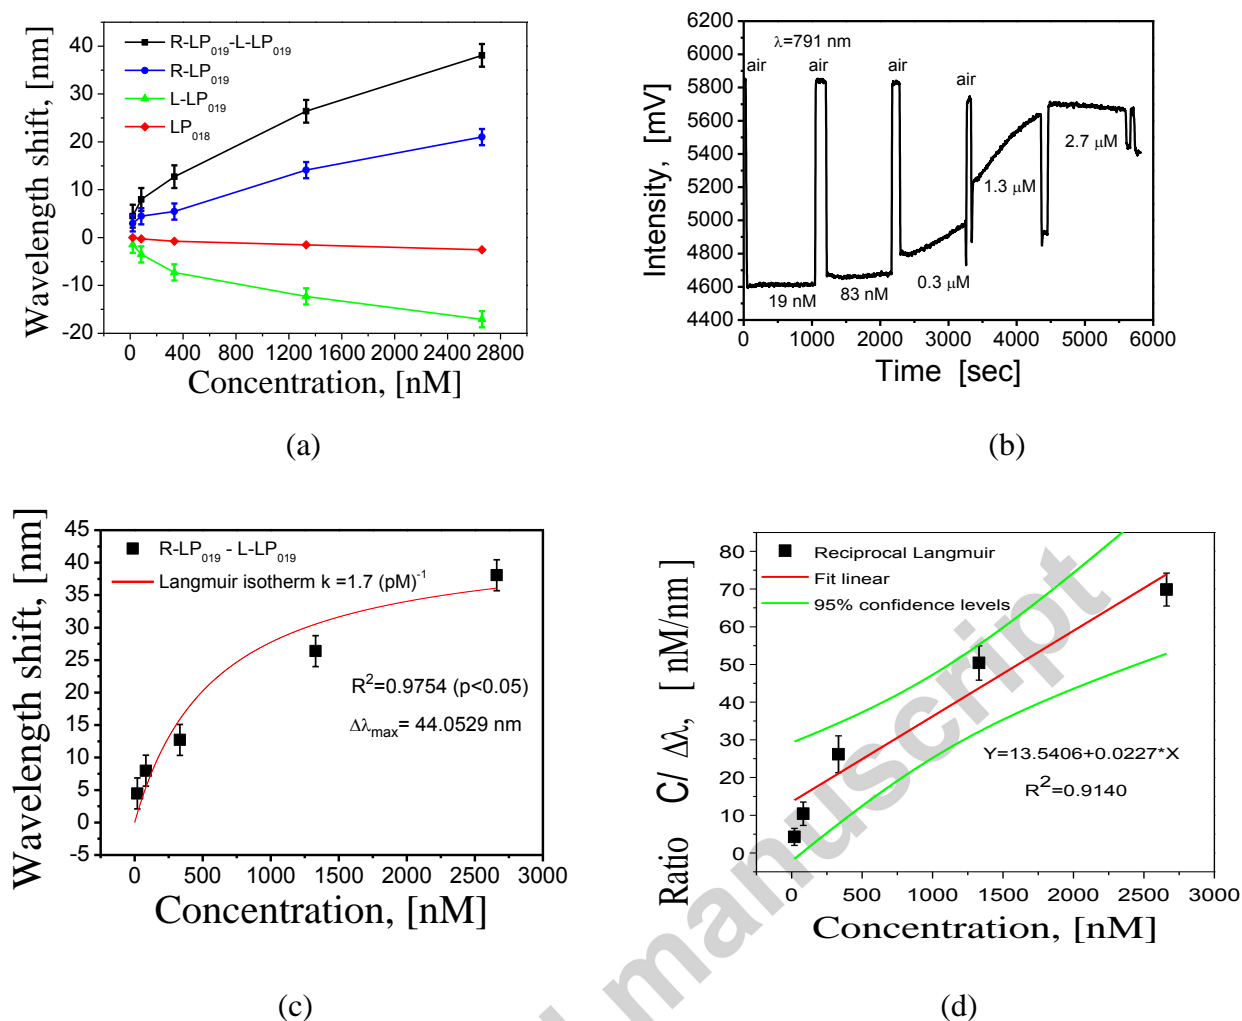 R-LP019-L-LP019
R-LP019
L-LP019
LP018
40
30
20
10
0
-10
-20
0 400 800 1200 1600 2000 2400 2800
Wavelength shift, [nm]
Concentration, [nM]
(a)
λ=791 nm
air air air air
6200
6000
5800
5600
5400
5200
5000
4800
4600
4400
19 nM
83 nM
0.3 μM
1.3 μM
2.7 μM
0 1000 2000 3000 4000 5000 6000
Intensity, [mV]
Time [sec]
(b)
R-LP019 - L-LP019
Langmuir isotherm k =1.7 (pM)-1
R2=0.9754 (p<0.05)
Δλmax= 44.0529 nm
45
40
35
30
25
20
15
10
5
0
-5
0 500 1000 1500 2000 2500 3000
Wavelength shift, [nm]
Concentration, [nM]
(c)
Reciprocal Langmuir
Fit linear
95% confidence levels
Y=13.5406+0.0227*X
R2=0.9140
80
70
60
50
40
30
20
10
0
0 500 1000 1500 2000 2500 3000
Ratio C/ Δλ, [ nM/nm]
Concentration, [nM]
(d)
manuscript